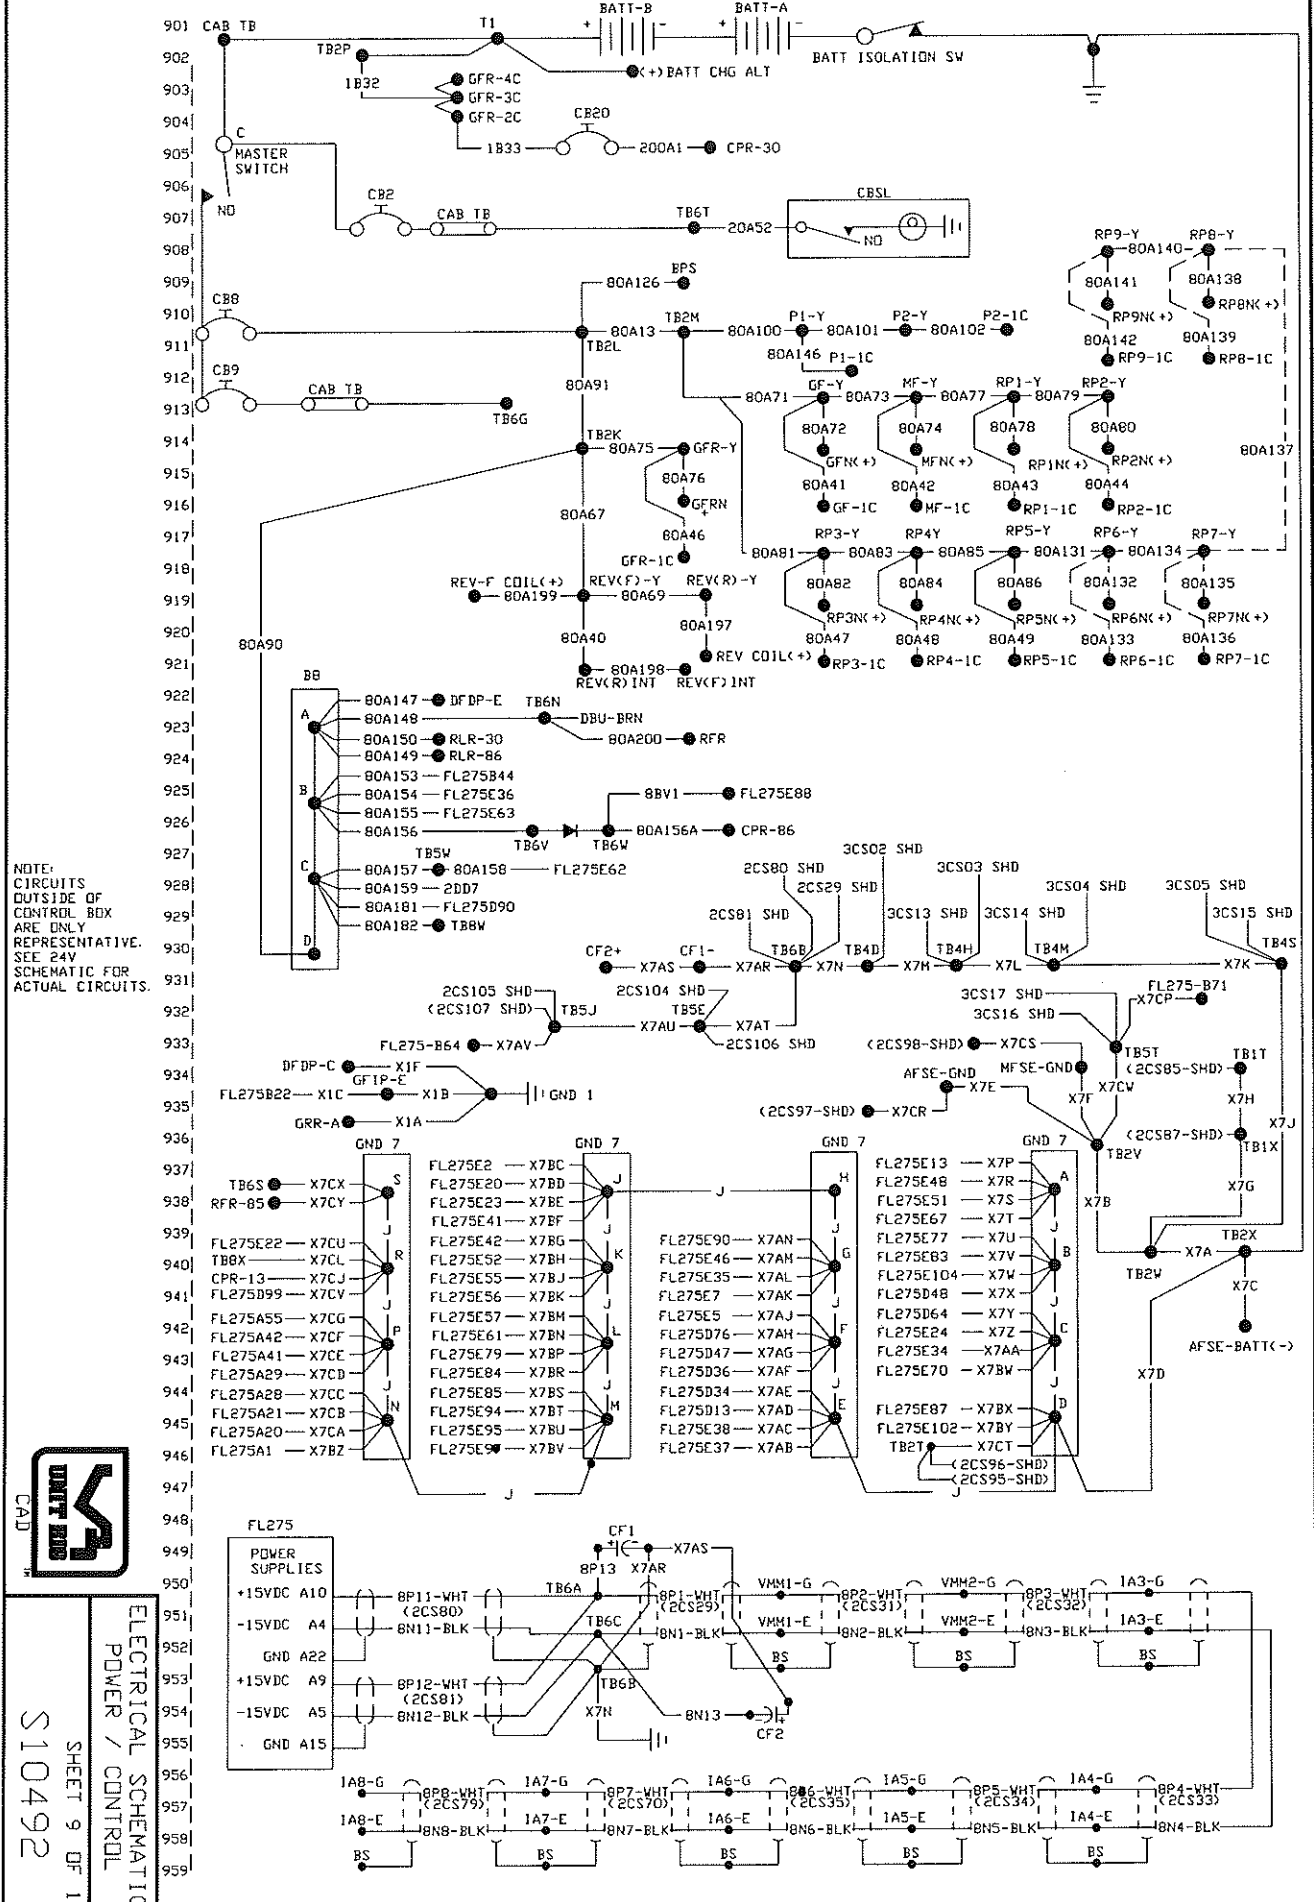 901 CAB TB T1 BATT-B BATT-A
+ - + -
902 TB2P (+) BATT CHG ALT BATT ISOLATION SW
1B32 GFR-4C
903 GFR-3C
904 GFR-2C CB20
C
905 MASTER SWITCH 1B33 200A1 CPR-30
906
NO CB2 CBSL
907 CAB TB TB6T 20A52 NO
908 RP9-Y 80A140 RP8-Y
909 BPS 80A126 80A141 80A138
910 CB8 RP9N(+) RP8N(+)
TB2L 80A13 TB2M 80A100 P1-Y 80A101 P2-Y 80A102 P2-1C
911 80A142 80A139
80A146 P1-1C RP9-1C RP8-1C
912 CB9 80A91
CAB TB GF-Y MF-Y RP1-Y RP2-Y
913 TB6G 80A71 80A73 80A77 80A79
914 TB2K 80A75 GFR-Y 80A72 80A74 80A78 80A80
80A137
915 80A76 GFN(+) MFN(+) RP1N(+) RP2N(+)
80A41 80A42 80A43 80A44
916 80A67 GFRN + GF-1C MF-1C RP1-1C RP2-1C
917 80A46 RP3-Y RP4Y RP5-Y RP6-Y RP7-Y
GFR-1C 80A81 80A83 80A85 80A131 80A134
918 REV-F COIL(+) REV(F)-Y REV(R)-Y 80A82 80A84 80A86 80A132 80A135
919 80A199 80A69
RP3N(+) RP4N(+) RP5N(+) RP6N(+) RP7N(+)
920 80A90 80A40 80A197 80A47 80A48 80A49 80A133 80A136
REV COIL(+) RP3-1C RP4-1C RP5-1C RP6-1C RP7-1C
921 80A198
B8 REV(R)INT REV(F)INT
922 80A147 DFDP-E TB6N
A 80A148 DBU-BRN
923 80A150 RLR-30 80A200 RFR
924 80A149 RLR-86
80A153 FL275B44
925 B 80A154 FL275E36 8BV1 FL275E88
80A155 FL275E63
926 80A156 TB6V TB6W 80A156A CPR-86
927 TB5W 3CS02 SHD
C 80A157 80A158 FL275E62 2CS80 SHD 3CS03 SHD
928 80A159 2DD7 2CS29 SHD 3CS04 SHD 3CS05 SHD
80A181 FL275D90
929 80A182 TB8W 2CS81 SHD 3CS13 SHD 3CS14 SHD 3CS15 SHD
930 D CF2+ CF1- TB6B TB4D TB4H TB4M TB4S
X7AS X7AR X7N X7M X7L X7K
NOTE:
CIRCUITS
OUTSIDE OF
CONTROL BOX
ARE ONLY
REPRESENTATIVE.
SEE 24V
SCHEMATIC FOR
ACTUAL CIRCUITS.
931 2CS105 SHD 2CS104 SHD 3CS17 SHD FL275-B71
X7CP
932 (2CS107 SHD) TB5J TB5E 3CS16 SHD
X7AU X7AT
933 FL275-B64 X7AV 2CS106 SHD (2CS98-SHD) X7CS TB5T TB1T
DFDP-C X1F AFSE-GND MFSE-GND (2CS85-SHD)
934 GFIP-E X7E X7CW
FL275B22 X1C X1B GND 1 X7F X7H
935 GRR-A X1A (2CS97-SHD) X7CR X7J
936 (2CS87-SHD) TB1X
GND 7 GND 7 GND 7 GND 7 TB2V
937 FL275E2 X7BC FL275E13 X7P
TB6S X7CX S FL275E20 X7BD J H FL275E48 X7R A X7G
938 RFR-85 X7CY FL275E23 X7BE J FL275E51 X7S X7B
J FL275E41 X7BF J J FL275E67 X7T J
939 FL275E22 X7CU FL275E42 X7BG FL275E90 X7AN FL275E77 X7U TB2X
R K G B
940 TB8X X7CL FL275E52 X7BH FL275E46 X7AM FL275E83 X7V X7A
CPR-13 X7CJ FL275E55 X7BJ FL275E35 X7AL FL275E104 X7W TB2W
941 FL275D99 X7CV J FL275E56 X7BK J FL275E7 X7AK J FL275D48 X7X J X7C
FL275A55 X7CG FL275E57 X7BM FL275E5 X7AJ FL275D64 X7Y
942 FL275A42 X7CF P FL275E61 X7BN L FL275D76 X7AH F FL275E24 X7Z C
FL275A41 X7CE FL275E79 X7BP FL275D47 X7AG FL275E34 X7AA AFSE-BATT(-)
943 FL275A29 X7CD J FL275E84 X7BR J FL275D36 X7AF J FL275E70 X7BW J X7D
944 FL275A28 X7CC FL275E85 X7BS FL275D34 X7AE
FL275A21 X7CB N FL275E94 X7BT M FL275D13 X7AD E FL275E87 X7BX D
945 FL275A20 X7CA FL275E95 X7BU FL275E38 X7AC FL275E102 X7BY
FL275A1 X7BZ X7BV FL275E37 X7AB TB2T X7CT
946 (2CS96-SHD)
(2CS95-SHD)
947 J J
948 FL275
CF1
949 POWER SUPPLIES + - X7AS
8P13 X7AR
950 +15VDC A10 8P11-WHT TB6A 8P1-WHT VMM1-G 8P2-WHT VMM2-G 8P3-WHT 1A3-G
(2CS80) (2CS29) (2CS31) (2CS32)
951 -15VDC A4 8N11-BLK TB6C 8N1-BLK VMM1-E 8N2-BLK VMM2-E 8N3-BLK 1A3-E
952 GND A22 BS BS BS
953 +15VDC A9 8P12-WHT TB6B
(2CS81)
954 -15VDC A5 8N12-BLK X7N 8N13 CF2
955 GND A15
956 1A8-G 8P8-WHT 1A7-G 8P7-WHT 1A6-G 1A5-G 8P5-WHT 1A4-G 8P4-WHT
957 (2CS79) (2CS70) (2CS35) (2CS34) (2CS33)
1A8-E 1A7-E 1A6-E 1A5-E 1A4-E
958 8N8-BLK 8N7-BLK 8N6-BLK 8N5-BLK 8N4-BLK
959 BS BS BS BS BS
UNIT RIG
TM
CAD
ELECTRICAL SCHEMATIC
POWER / CONTROL
SHEET 9 OF 1
S10492